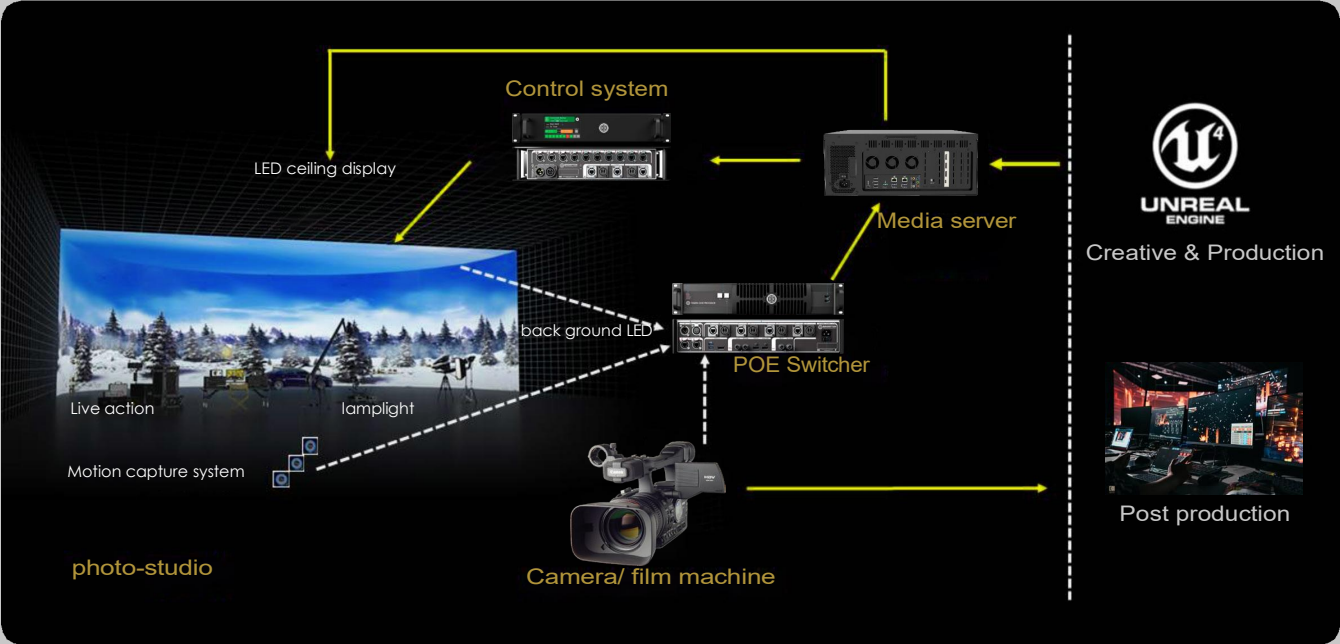 Control system
LED ceiling display
Media server
4
UNREAL
ENGINE
Creative & Production
back ground LED
POE Switcher
Live action
lamplight
Motion capture system
Post production
photo-studio
Camera/ film machine